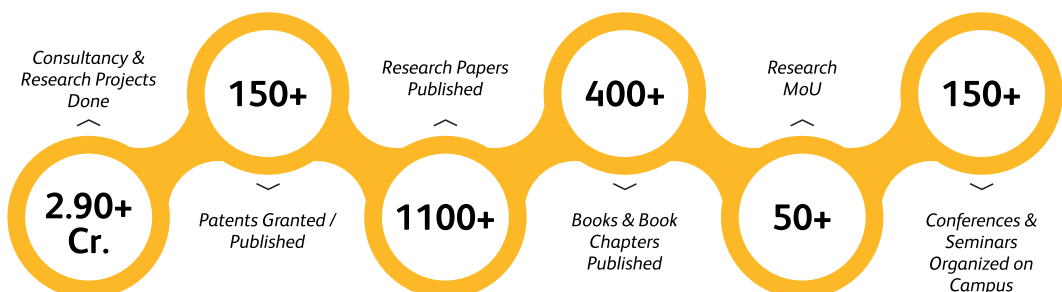 Consultancy &
Research Projects
Done
2.90+
Cr.
150+
Patents Granted /
Published
Research Papers
Published
1100+
400+
Books & Book
Chapters
Published
Research
MoU
50+
150+
Conferences &
Seminars
Organized on
Campus